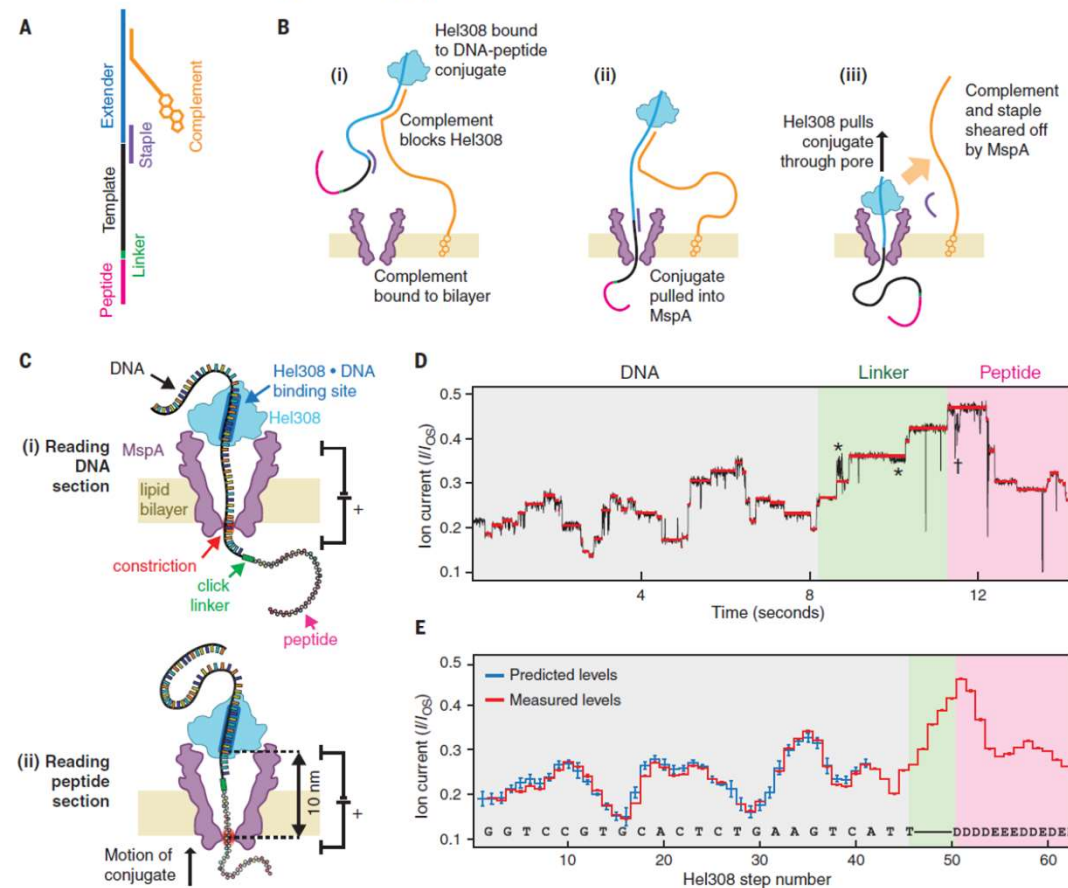 A
Extender
Complement
Staple
Template
Linker
Peptide
B
(i)
Hel308 bound
to DNA-peptide
conjugate
Complement
blocks Hel308
Complement
bound to bilayer
(ii)
Conjugate
pulled into
MspA
(iii)
Hel308 pulls
conjugate
through pore
Complement
and staple
sheared off
by MspA
C
DNA
Hel308 • DNA
binding site
Hel308
MspA
(i) Reading
DNA
section
lipid
bilayer
+
constriction
click
linker
peptide
(ii) Reading
peptide
section
10 nm
+
Motion of
conjugate
D
DNA
Linker
Peptide
Ion current (I/IOS)
0.5
0.4
0.3
0.2
0.1
*
*
†
4
8
12
Time (seconds)
E
Ion current (I/IOS)
0.5
0.4
0.3
0.2
0.1
Predicted levels
Measured levels
G G T C C G T G C A C T C T G A A G T C A T T——DDDDEEEDDEDE
10
20
30
40
50
60
Hel308 step number